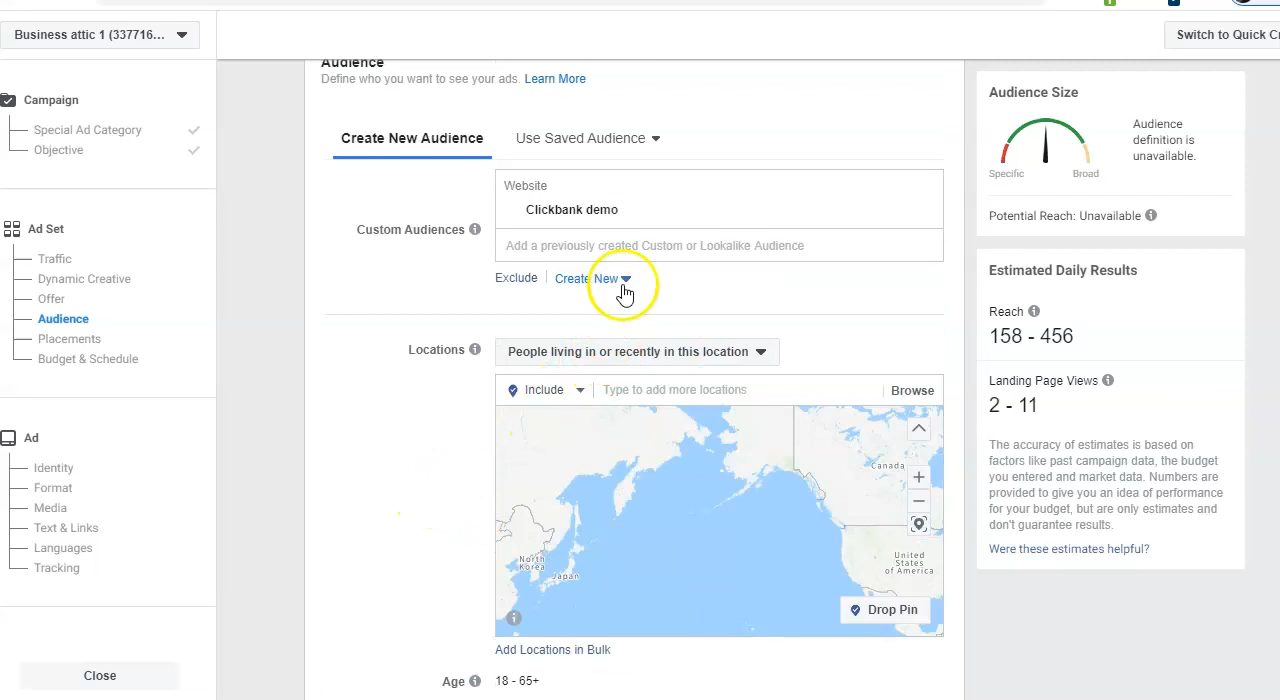 Business attic 1 (337716...
Switch to Quick Cr
Campaign
Special Ad Category
Objective
Ad Set
Traffic
Dynamic Creative
Offer
Audience
Placements
Budget & Schedule
Ad
Identity
Format
Media
Text & Links
Languages
Tracking
Close
Audience
Define who you want to see your ads. Learn More
Create New Audience
Use Saved Audience
Custom Audiences
Website
Clickbank demo
Add a previously created Custom or Lookalike Audience
Exclude
Create New
Locations
People living in or recently in this location
Include
Type to add more locations
Browse
Canada
North
Korea
Japan
United
States
of America
Drop Pin
Add Locations in Bulk
Age
18 - 65+
Audience Size
Specific
Broad
Audience
definition is
unavailable.
Potential Reach: Unavailable
Estimated Daily Results
Reach
158 - 456
Landing Page Views
2 - 11
The accuracy of estimates is based on
factors like past campaign data, the budget
you entered and market data. Numbers are
provided to give you an idea of performance
for your budget, but are only estimates and
don't guarantee results.
Were these estimates helpful?